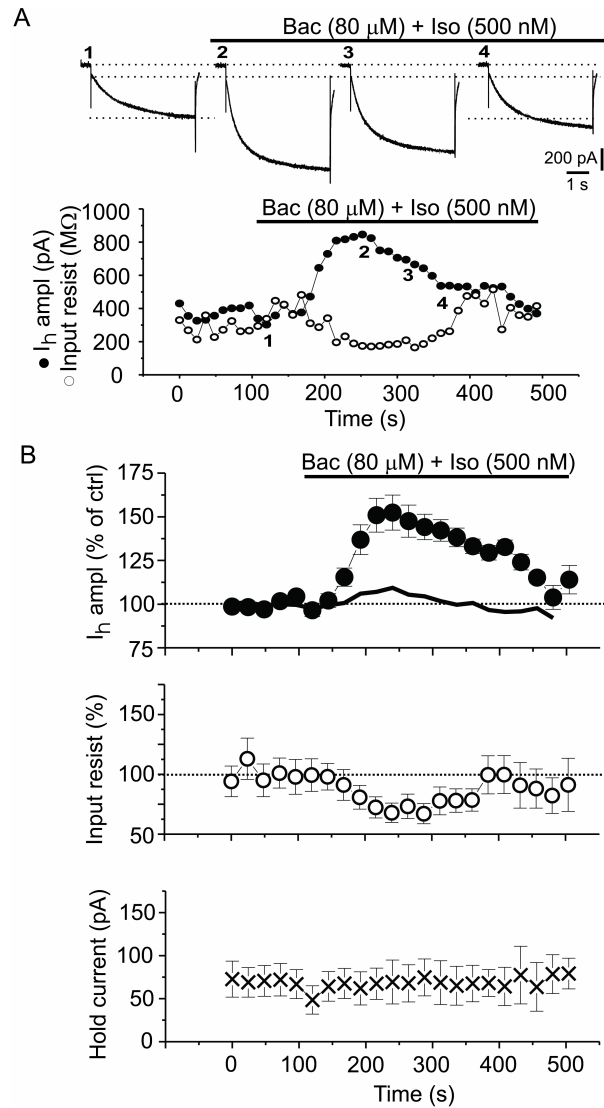 A
Bac (80 μM) + Iso (500 nM)
1 2 3 4
200 pA
1 s
Bac (80 μM) + Iso (500 nM)
● Ih ampl (pA)
○ Input resist (MΩ)
1000
800
600
400
200
0
1
2
3
4
0 100 200 300 400 500
Time (s)
B
Bac (80 μM) + Iso (500 nM)
Ih ampl (% of ctrl)
175
150
125
100
75
Input resist (%)
150
100
50
Hold current (pA)
150
100
50
0
0 100 200 300 400 500
Time (s)